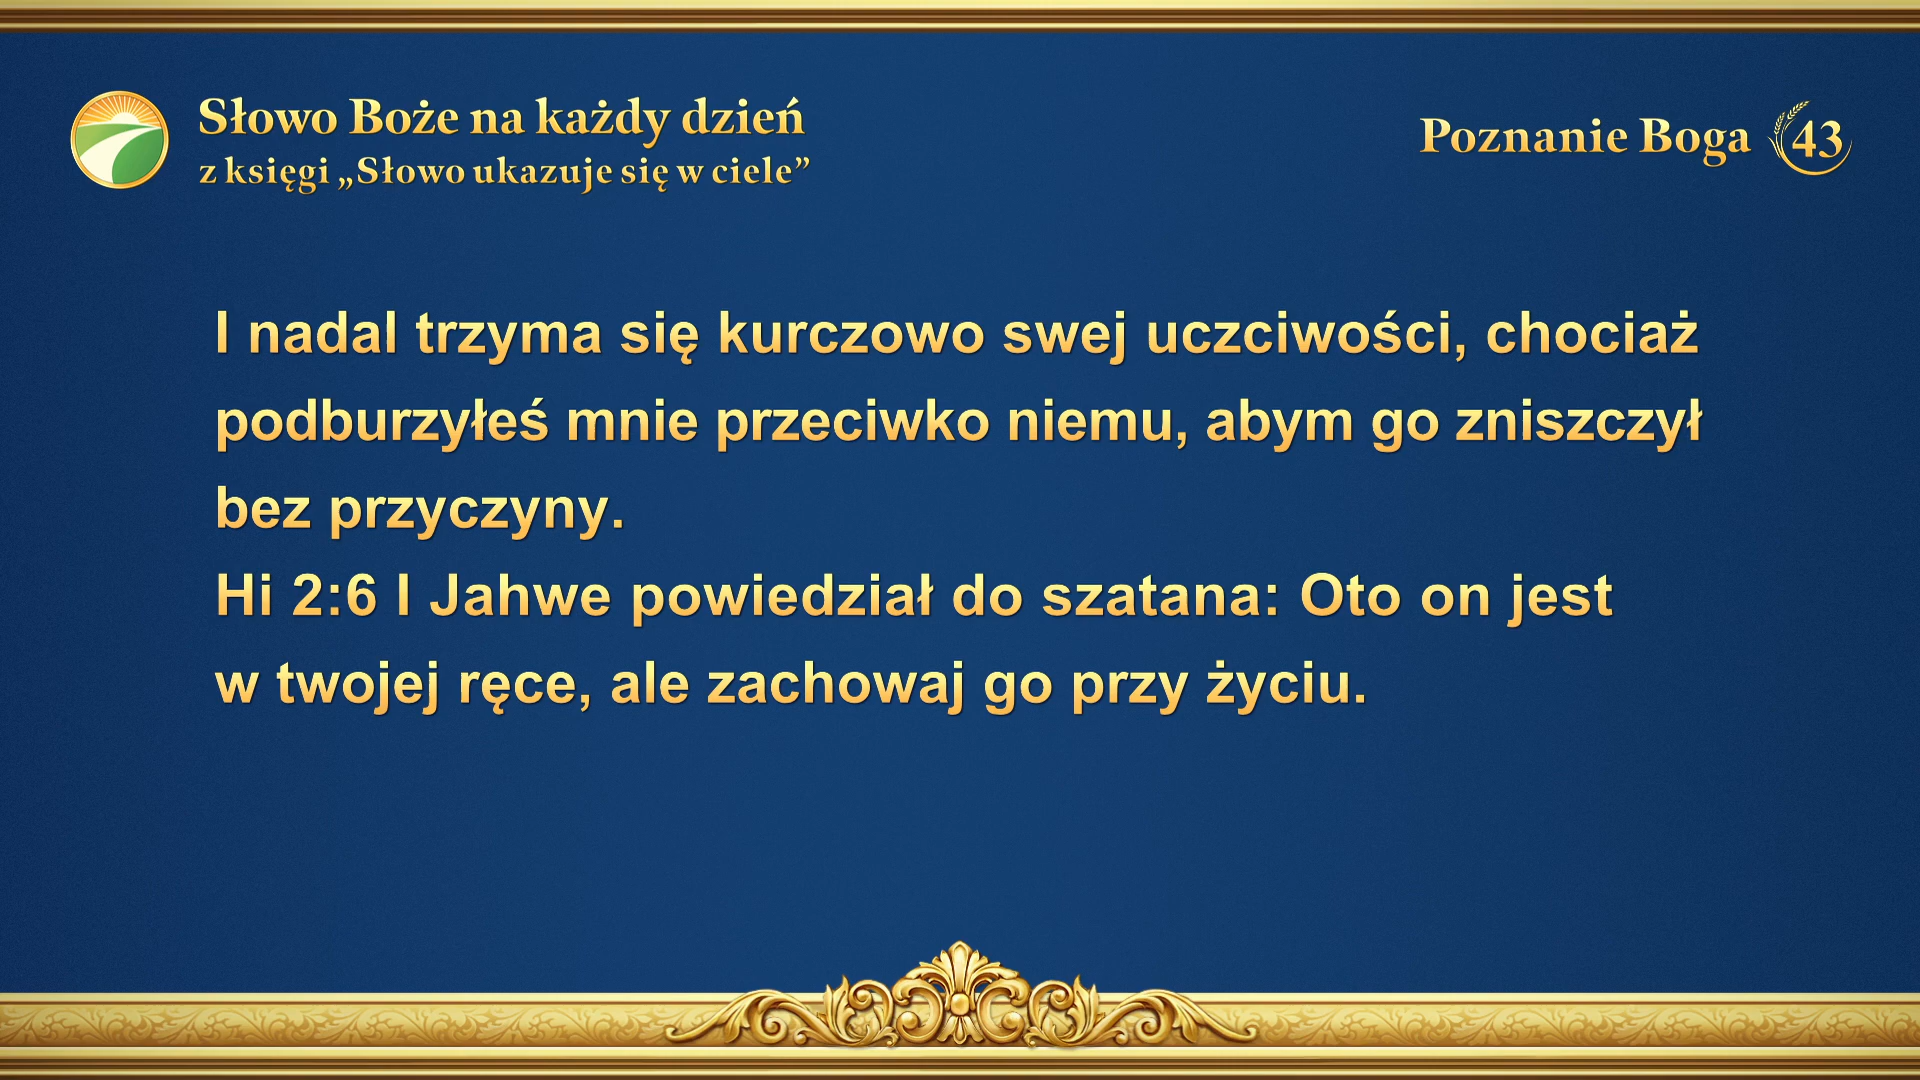 Słowo Boże na każdy dzień
z księgi „Słowo ukazuje się w ciele”
Poznanie Boga 43
I nadal trzyma się kurczowo swej uczciwości, chociaż
podburzyłeś mnie przeciwko niemu, abym go zniszczył
bez przyczyny.
Hi 2:6 I Jahwe powiedział do szatana: Oto on jest
w twojej ręce, ale zachowaj go przy życiu.